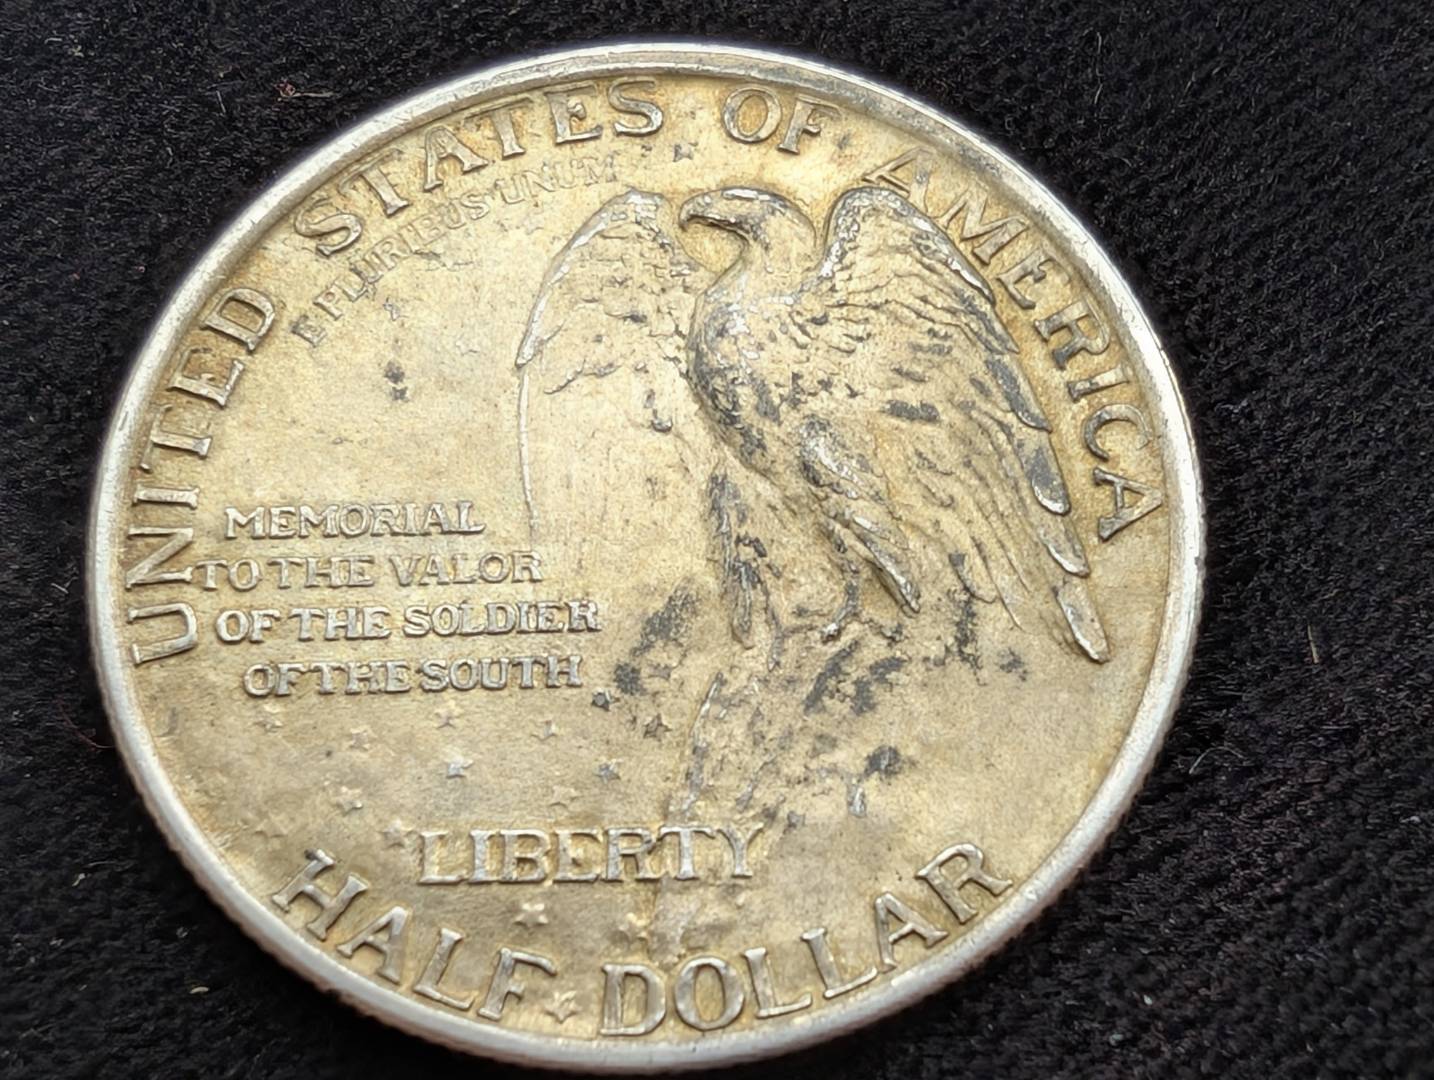 UNITED STATES OF AMERICA
E PLURIBUS UNUM
MEMORIAL
TO THE VALOR
OF THE SOLDIER
OF THE SOUTH
LIBERTY
HALF DOLLAR